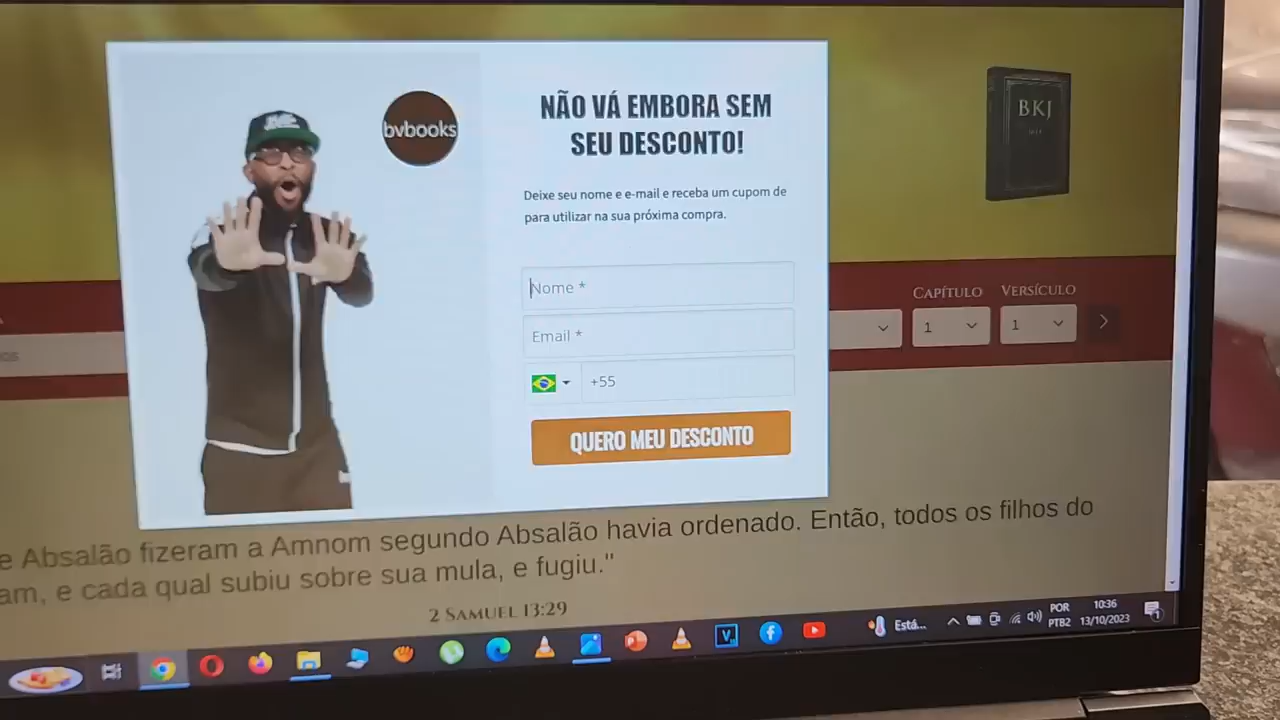 bvbooks
NÃO VÁ EMBORA SEM
SEU DESCONTO!
Deixe seu nome e e-mail e receba um cupom de
para utilizar na sua próxima compra.
Nome *
Email *
+55
QUERO MEU DESCONTO
BKJ
Capítulo
Versículo
1
1
e Absalão fizeram a Amnom segundo Absalão havia ordenado. Então, todos os filhos do
am, e cada qual subiu sobre sua mula, e fugiu."
2 Samuel 13:29
Está...
POR
PTB2
10:36
13/10/2023